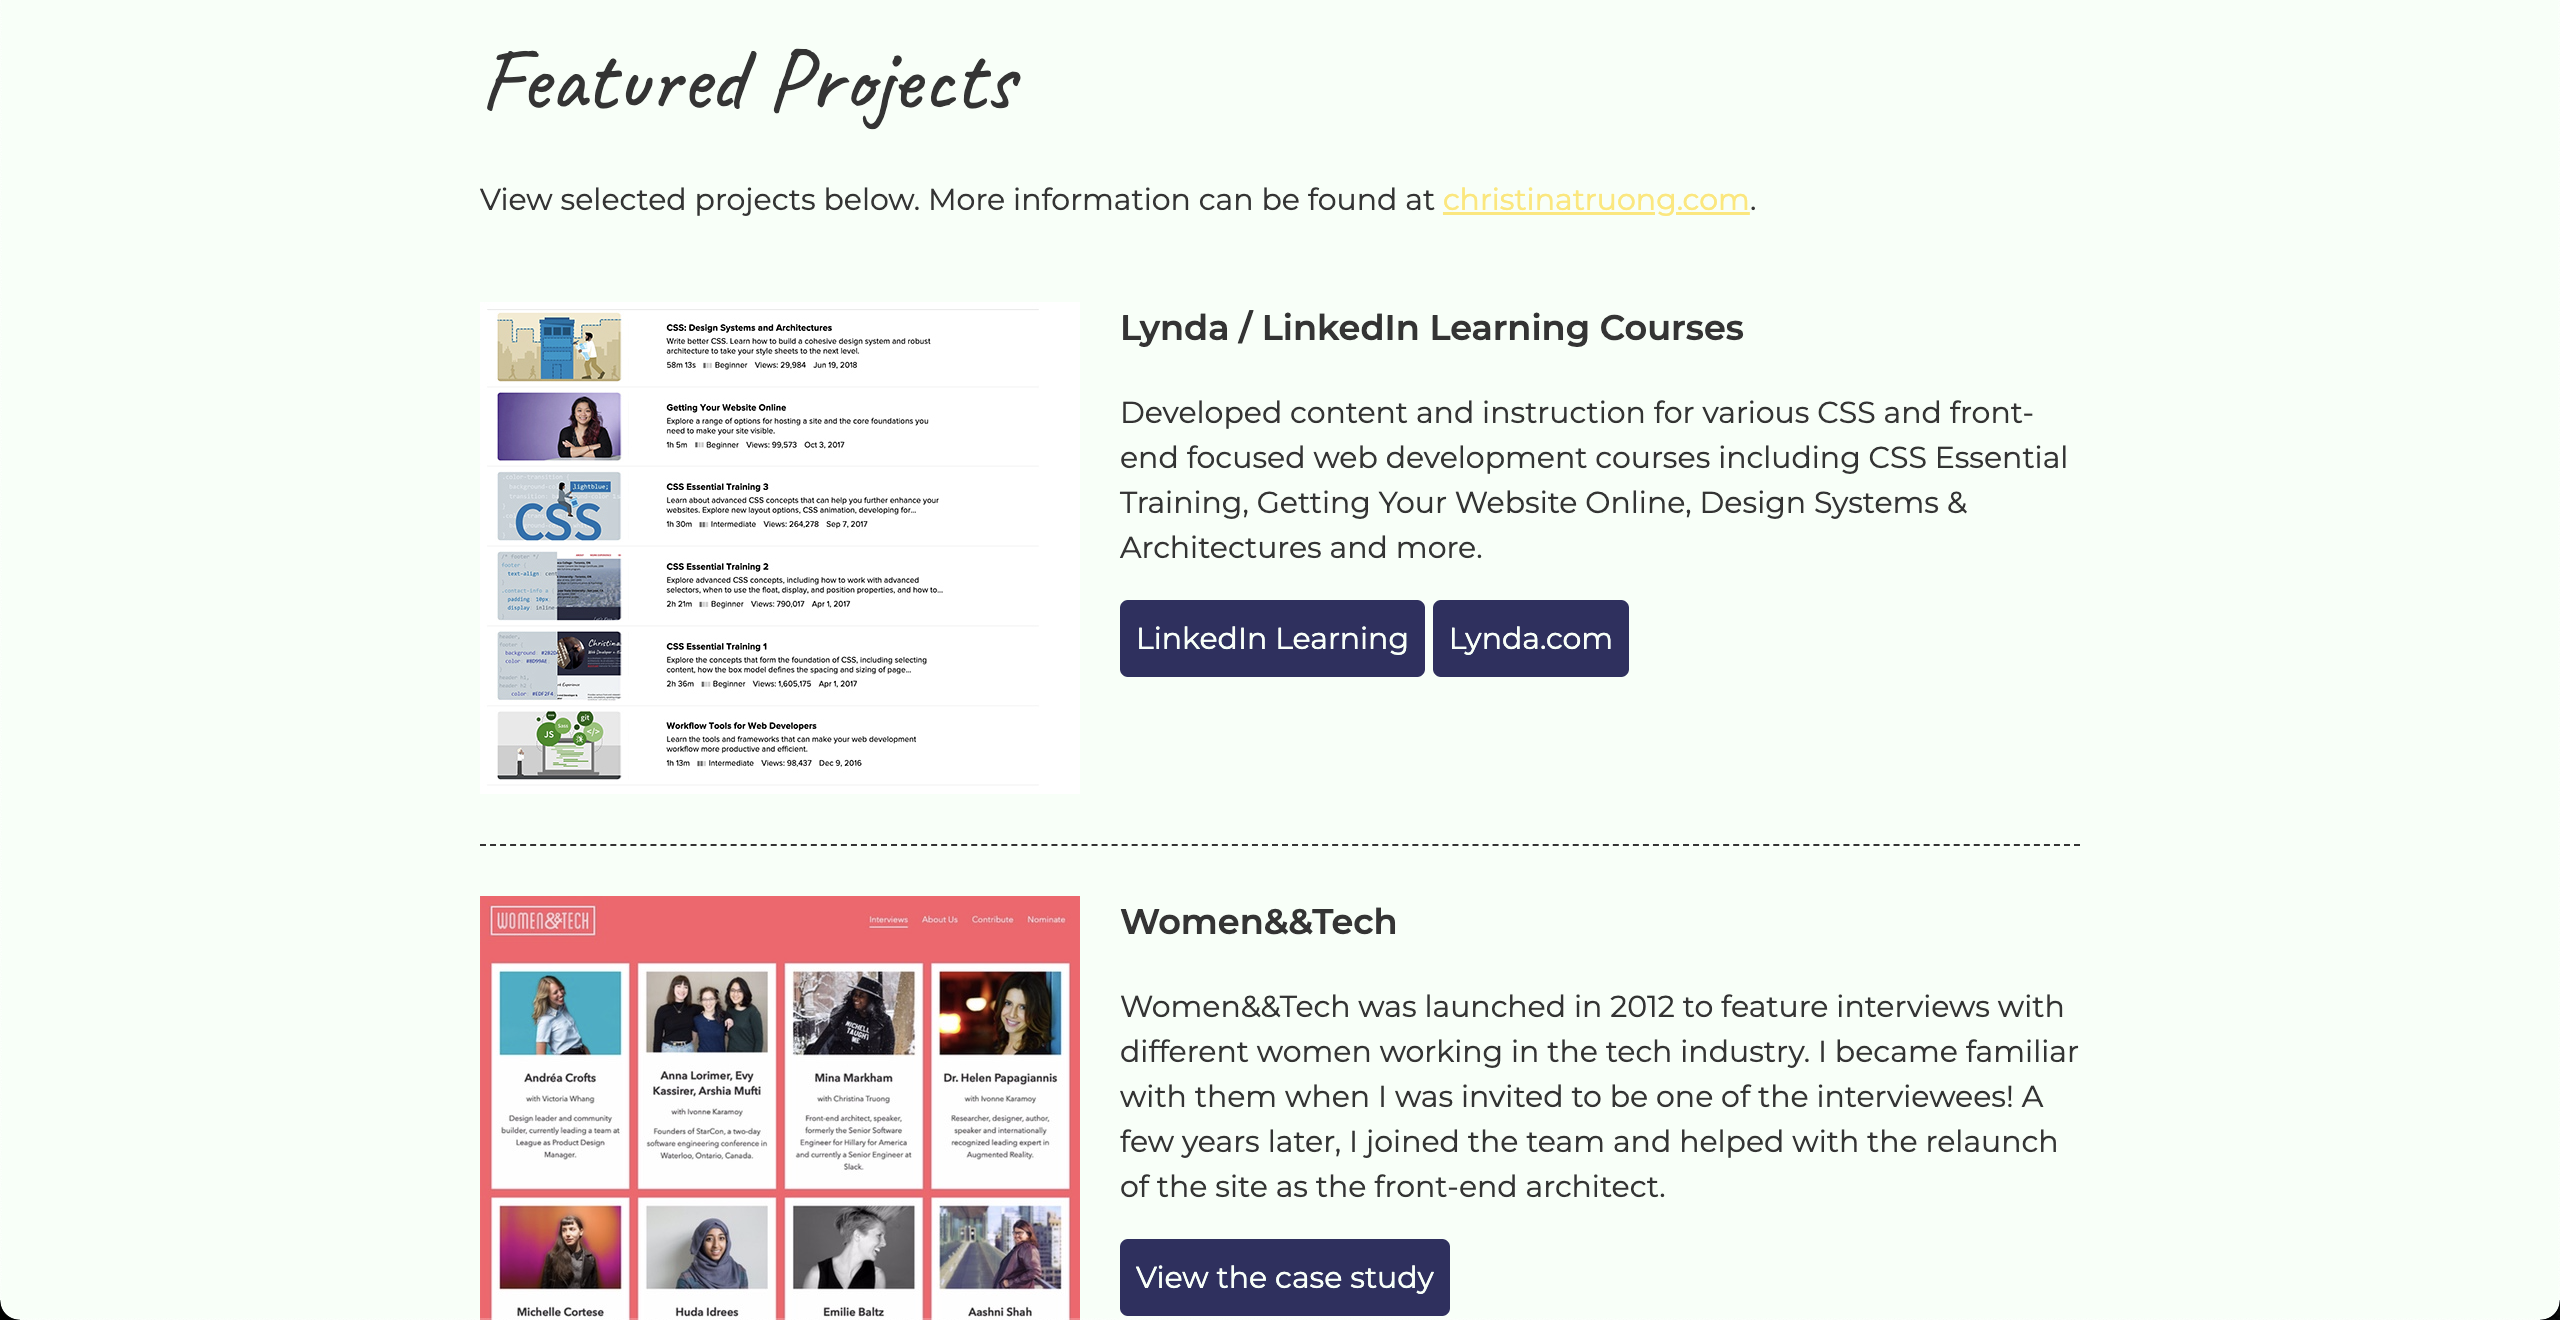 Featured Projects
View selected projects below. More information can be found at christinatruong.com.
CSS: Design Systems and Architectures
Write better CSS. Learn how to build a cohesive design system and robust
architecture to take your style sheets to the next level.
58m 13s Beginner Views: 29,984 Jun 19, 2018
Getting Your Website Online
Explore a range of options for hosting a site and the core foundations you
need to make your site visible.
1h 5m Beginner Views: 99,573 Oct 3, 2017
lightblue;
CSS
CSS Essential Training 3
Learn about advanced CSS concepts that can help you further enhance your
websites. Explore new layout options, CSS animation, developing for...
1h 30m Intermediate Views: 264,278 Sep 7, 2017
CSS Essential Training 2
Explore advanced CSS concepts, including how to work with advanced
selectors, when to use the float, display, and position properties, and how to...
2h 21m Beginner Views: 790,017 Apr 1, 2017
CSS Essential Training 1
Explore the concepts that form the foundation of CSS, including selecting
content, how the box model defines the spacing and sizing of page...
2h 36m Beginner Views: 1,605,175 Apr 1, 2017
git
JS
</>
Workflow Tools for Web Developers
Learn the tools and frameworks that can make your web development
workflow more productive and efficient.
1h 13m Intermediate Views: 98,437 Dec 9, 2016
Lynda / LinkedIn Learning Courses
Developed content and instruction for various CSS and front-
end focused web development courses including CSS Essential
Training, Getting Your Website Online, Design Systems &
Architectures and more.
LinkedIn Learning Lynda.com
WOMEN&&TECH
Interviews About Us Contribute Nominate
Andréa Crofts
with Victoria Whang
Design leader and community
builder, currently leading a team at
League as Product Design
Manager.
Anna Lorimer, Evy
Kassirer, Arshia Mufti
with Ivonne Karamoy
Founders of StarCon, a two-day
software engineering conference in
Waterloo, Ontario, Canada.
Mina Markham
with Christina Truong
Front-end architect, speaker,
formerly the Senior Software
Engineer for Hillary for America
and currently a Senior Engineer at
Slack.
Dr. Helen Papagiannis
with Ivonne Karamoy
Researcher, designer, author,
speaker and internationally
recognized leading expert in
Augmented Reality.
Michelle Cortese
Huda Idrees
Emilie Baltz
Aashni Shah
Women&&Tech
Women&&Tech was launched in 2012 to feature interviews with
different women working in the tech industry. I became familiar
with them when I was invited to be one of the interviewees! A
few years later, I joined the team and helped with the relaunch
of the site as the front-end architect.
View the case study